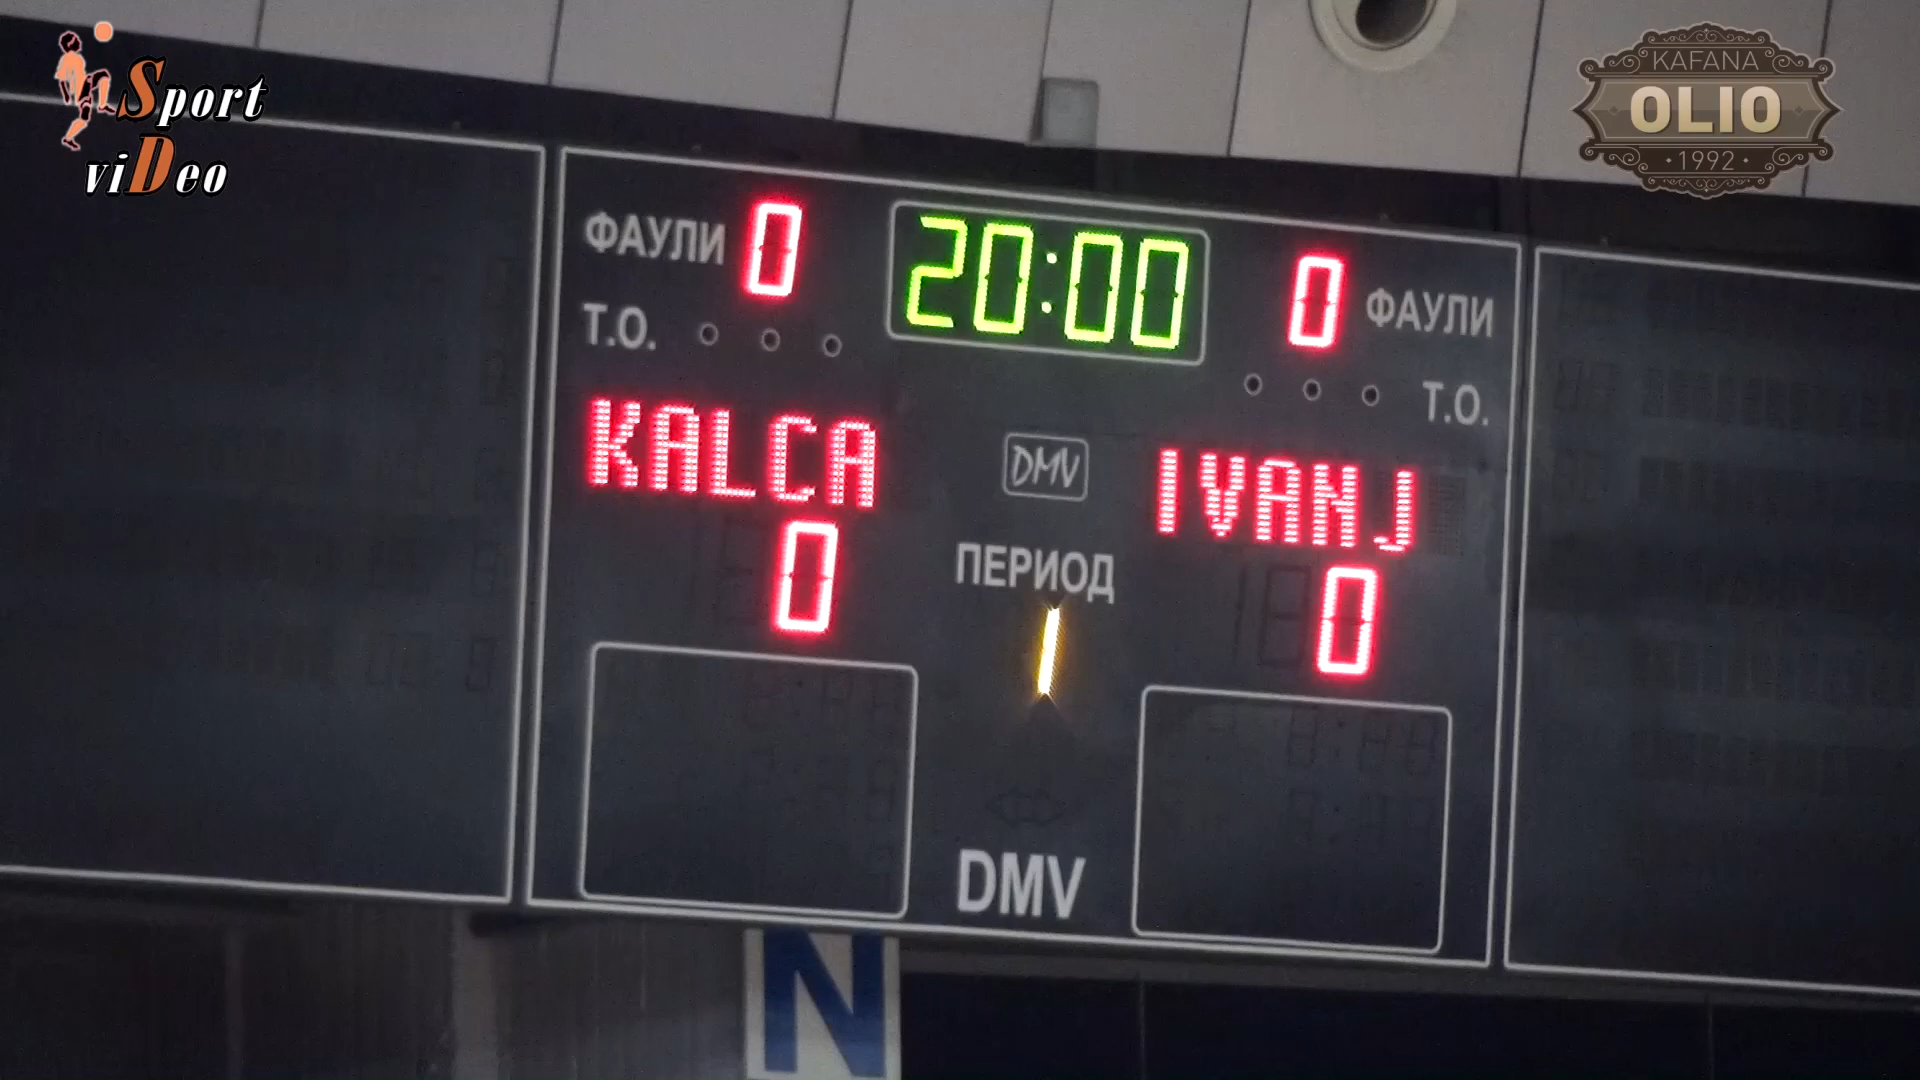 Sport
viDeo
KAFANA
OLIO
1992
ФАУЛИ 0 20:00 0 ФАУЛИ
Т.О. Т.О.
KALCA DMV IVANJ
0 ПЕРИОД 0
1
DMV
N